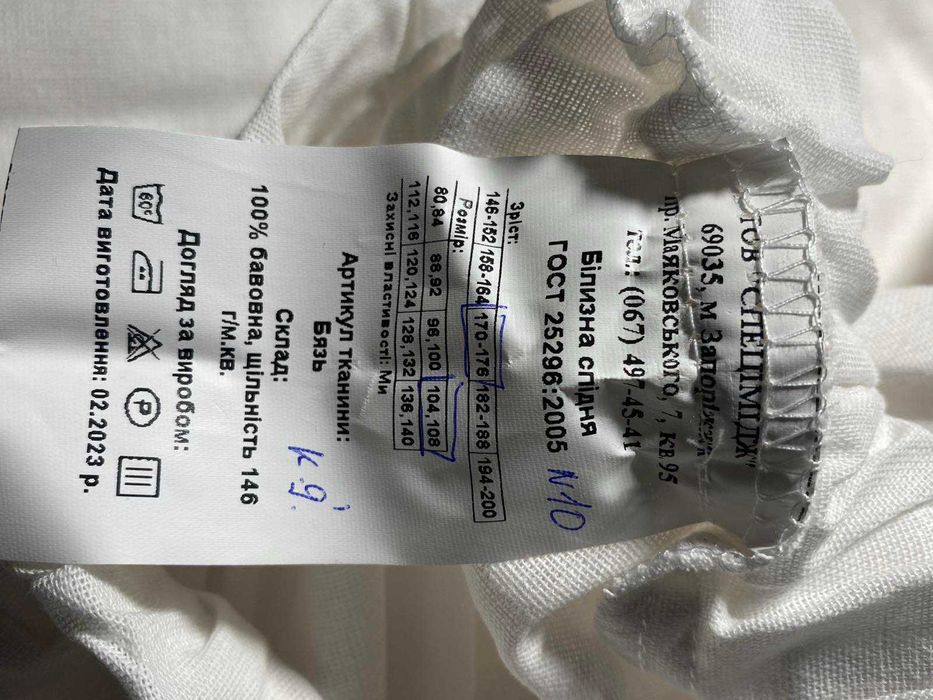 ТОВ "СПЕЦІМІДЖ"
69035, м Запоріжжя
пр. Маяковського, 7, кв 95
тел.: (067) 497-45-41
Білизна спідня
ГОСТ 25296:2005 N10
Зріст:
146-152 158-164 170-176 182-188 194-200
Розмір:
80,84 88,92 96,100 104,108
112,116 120,124 128,132 136,140
Захисні властивості: Ми
Артикул тканини:
Бязь
Склад:
100% бавовна, щільність 146
г/м.кв.
к.9.
Догляд за виробом:
60с P
Дата виготовлення: 02.2023 р.